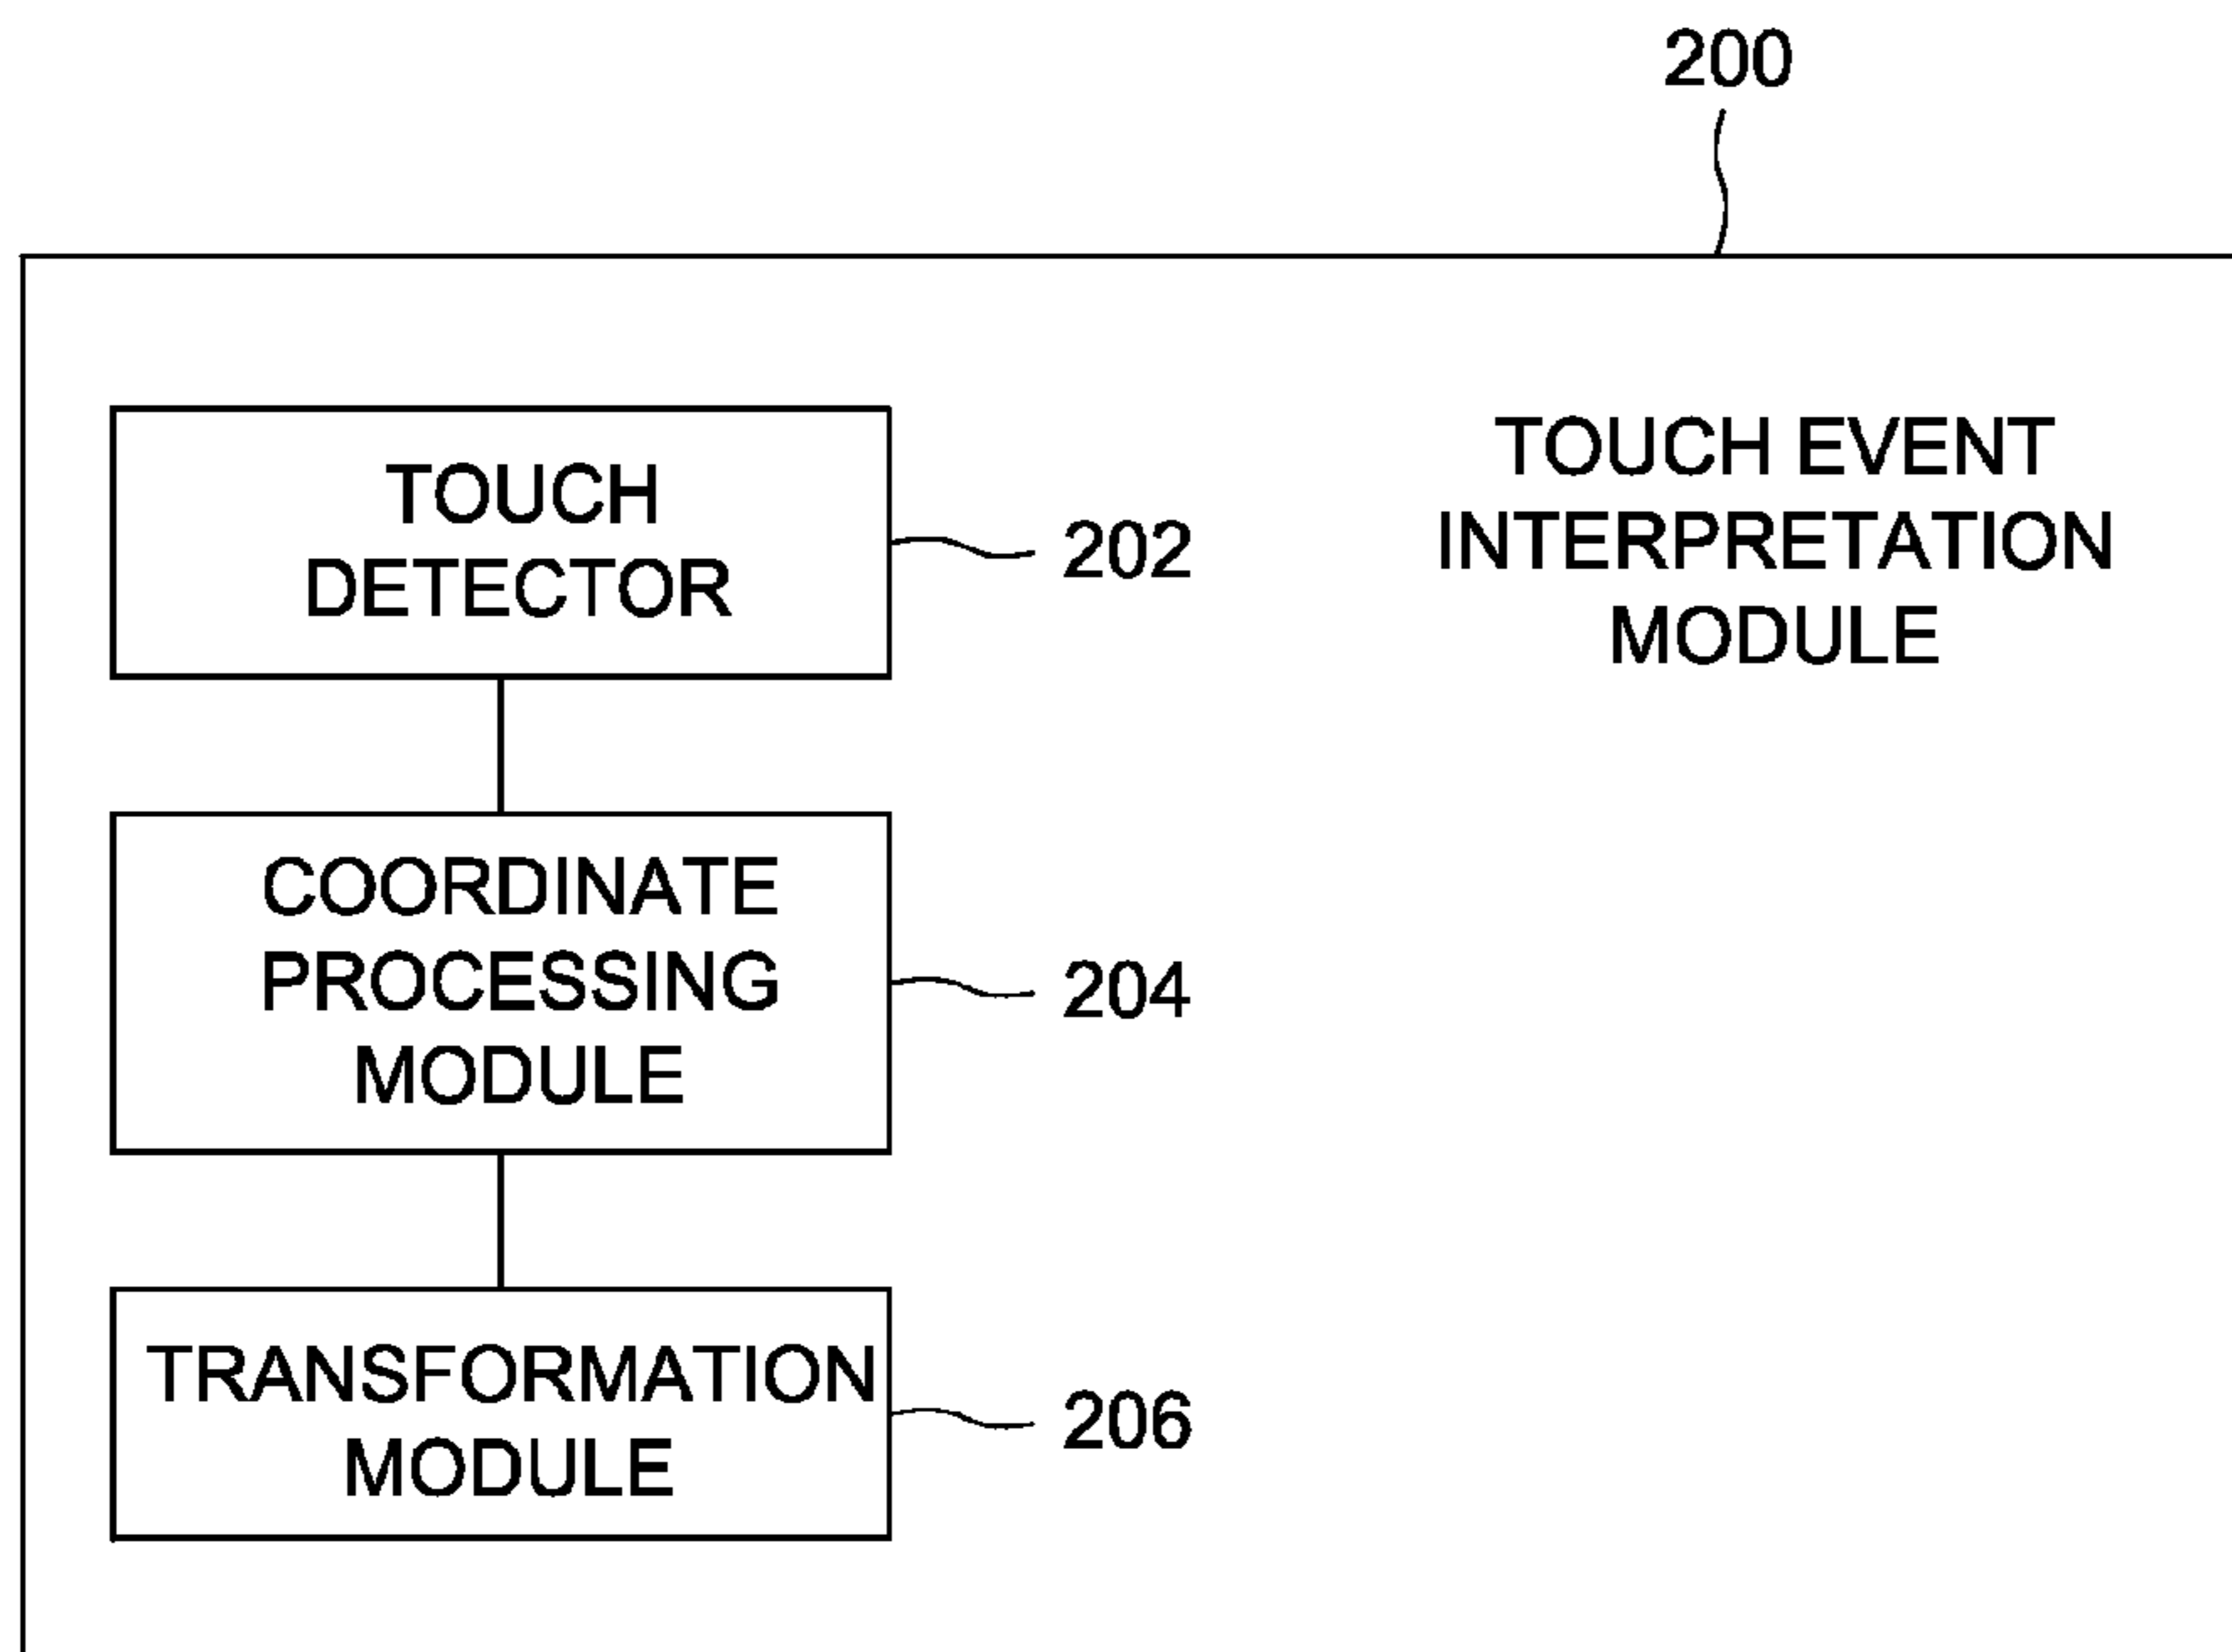 200
TOUCH
DETECTOR
202
TOUCH EVENT
INTERPRETATION
MODULE
COORDINATE
PROCESSING
MODULE
204
TRANSFORMATION
MODULE
206